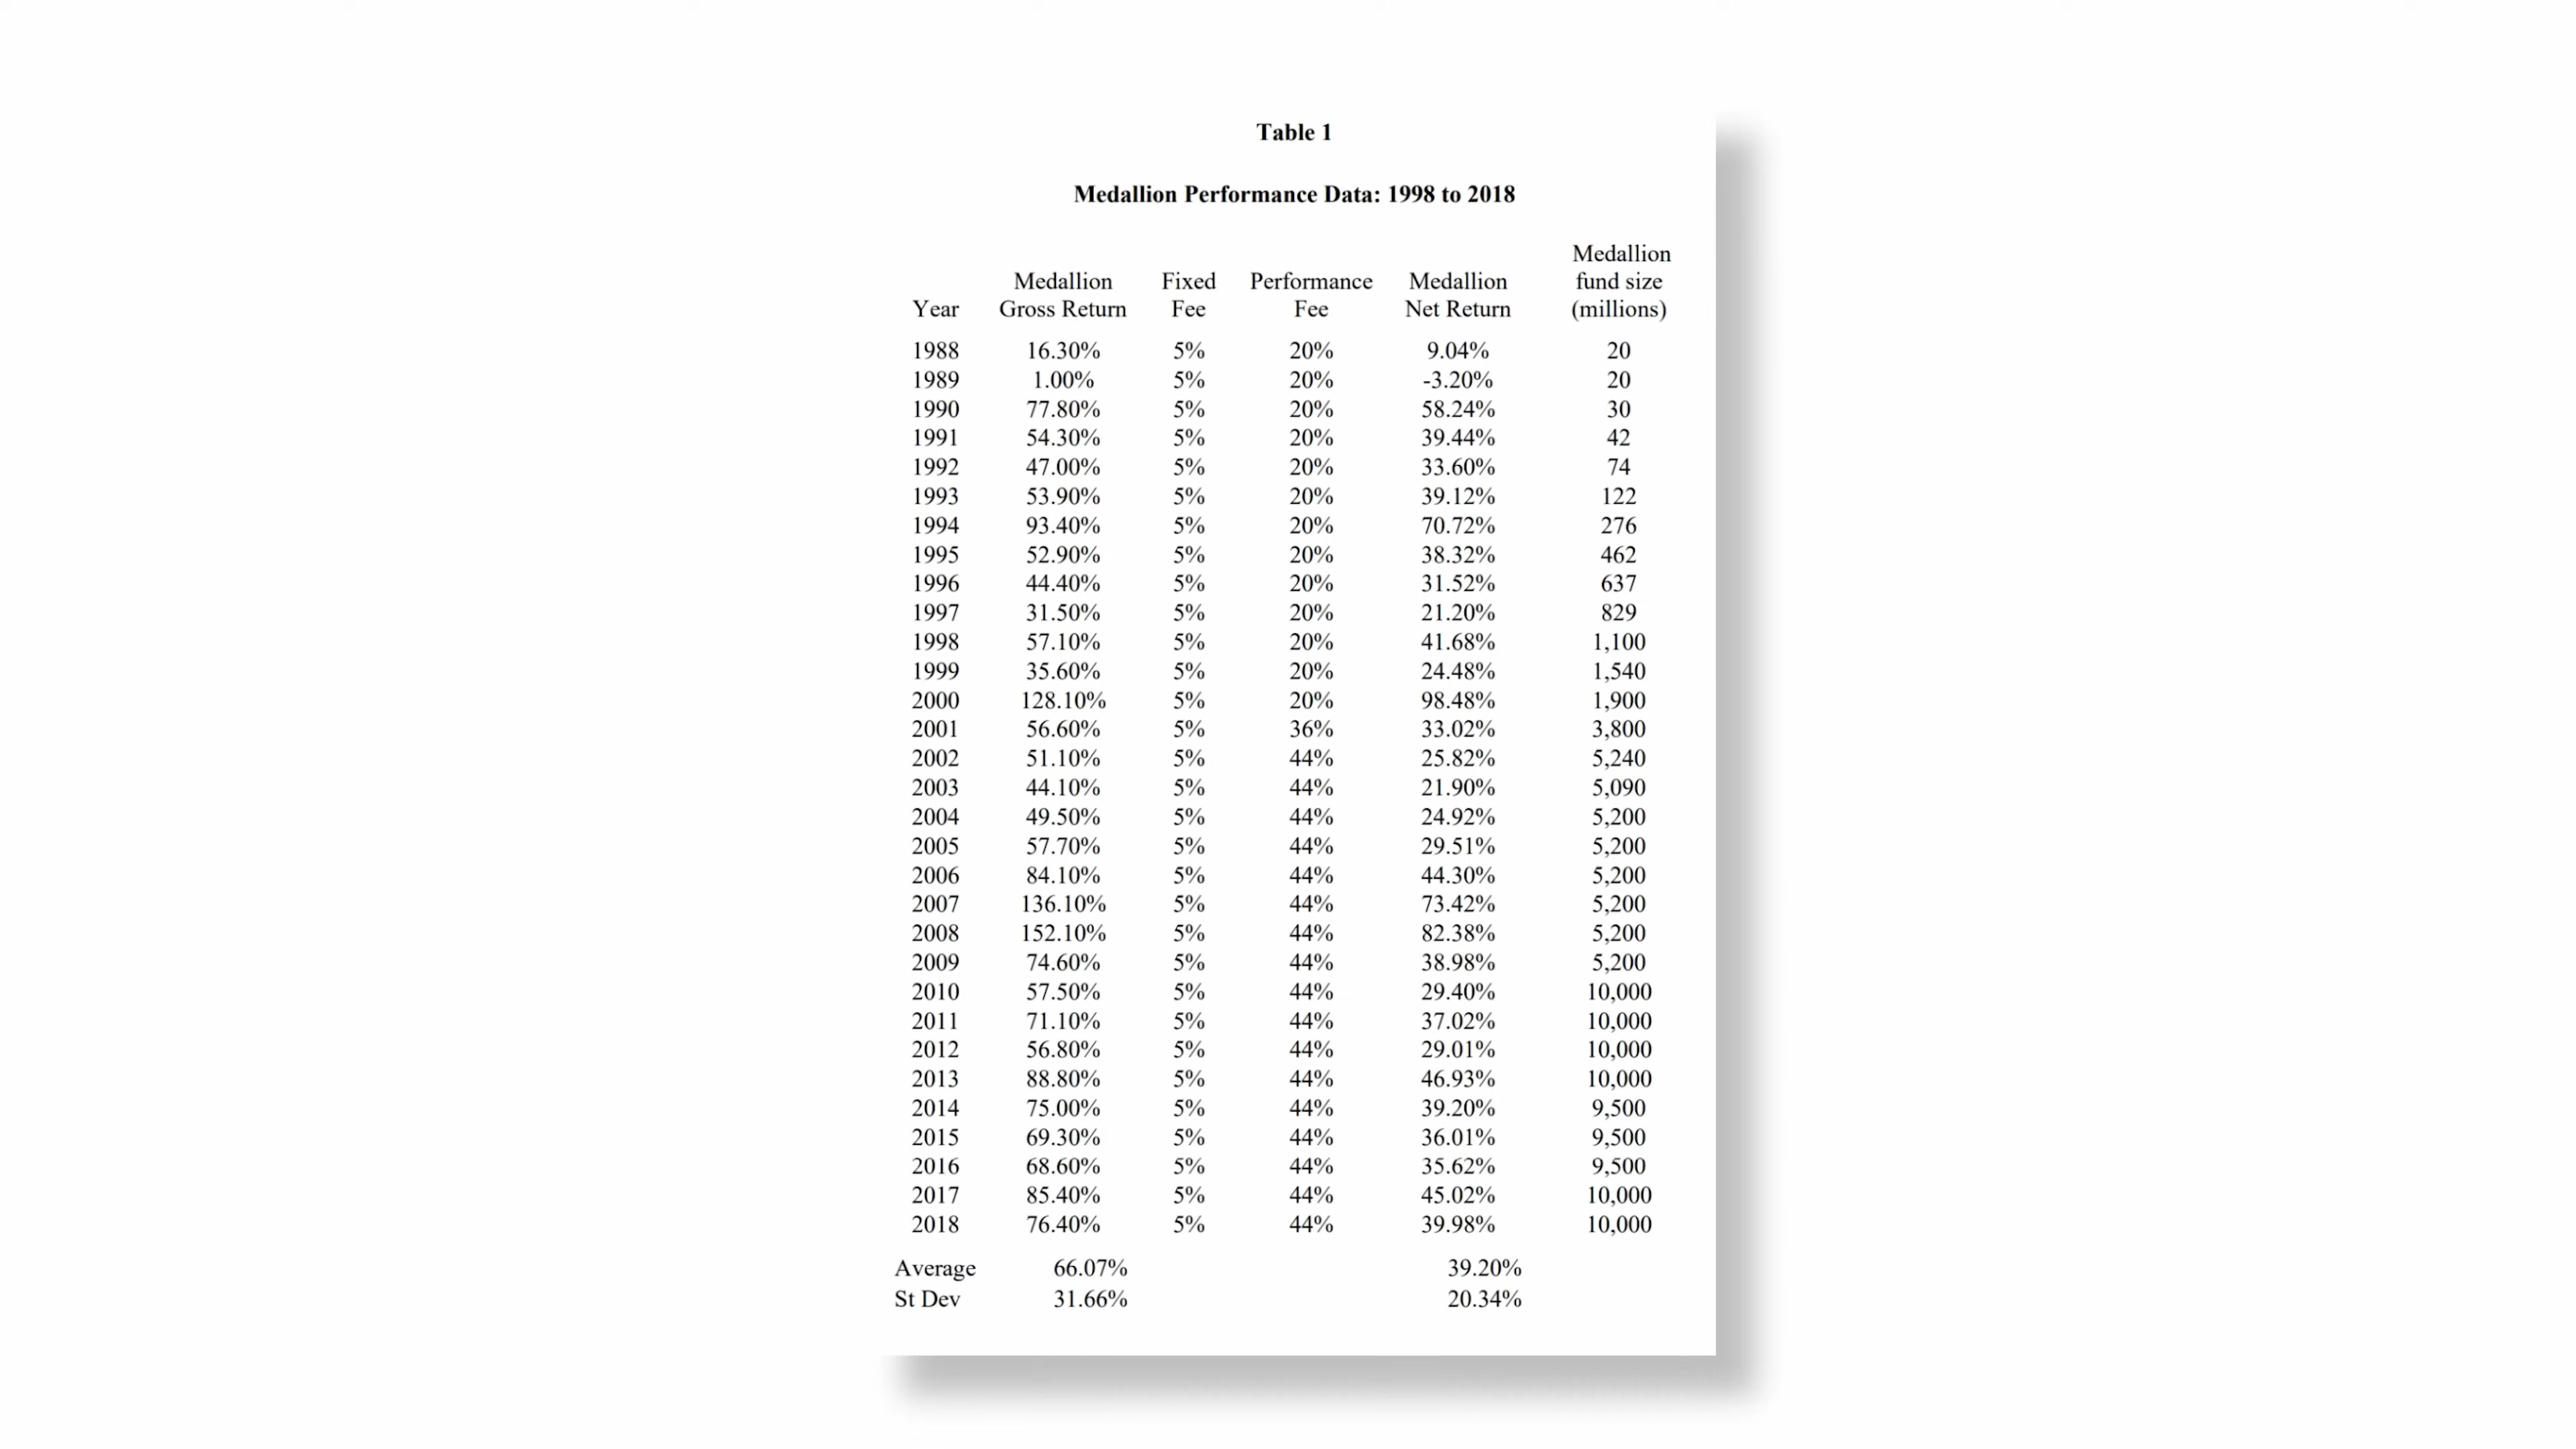 Table 1
Medallion Performance Data: 1998 to 2018
Medallion
Medallion Fixed Performance Medallion fund size
Year Gross Return Fee Fee Net Return (millions)
1988 16.30% 5% 20% 9.04% 20
1989 1.00% 5% 20% -3.20% 20
1990 77.80% 5% 20% 58.24% 30
1991 54.30% 5% 20% 39.44% 42
1992 47.00% 5% 20% 33.60% 74
1993 53.90% 5% 20% 39.12% 122
1994 93.40% 5% 20% 70.72% 276
1995 52.90% 5% 20% 38.32% 462
1996 44.40% 5% 20% 31.52% 637
1997 31.50% 5% 20% 21.20% 829
1998 57.10% 5% 20% 41.68% 1,100
1999 35.60% 5% 20% 24.48% 1,540
2000 128.10% 5% 20% 98.48% 1,900
2001 56.60% 5% 36% 33.02% 3,800
2002 51.10% 5% 44% 25.82% 5,240
2003 44.10% 5% 44% 21.90% 5,090
2004 49.50% 5% 44% 24.92% 5,200
2005 57.70% 5% 44% 29.51% 5,200
2006 84.10% 5% 44% 44.30% 5,200
2007 136.10% 5% 44% 73.42% 5,200
2008 152.10% 5% 44% 82.38% 5,200
2009 74.60% 5% 44% 38.98% 5,200
2010 57.50% 5% 44% 29.40% 10,000
2011 71.10% 5% 44% 37.02% 10,000
2012 56.80% 5% 44% 29.01% 10,000
2013 88.80% 5% 44% 46.93% 10,000
2014 75.00% 5% 44% 39.20% 9,500
2015 69.30% 5% 44% 36.01% 9,500
2016 68.60% 5% 44% 35.62% 9,500
2017 85.40% 5% 44% 45.02% 10,000
2018 76.40% 5% 44% 39.98% 10,000
Average 66.07% 39.20%
St Dev 31.66% 20.34%